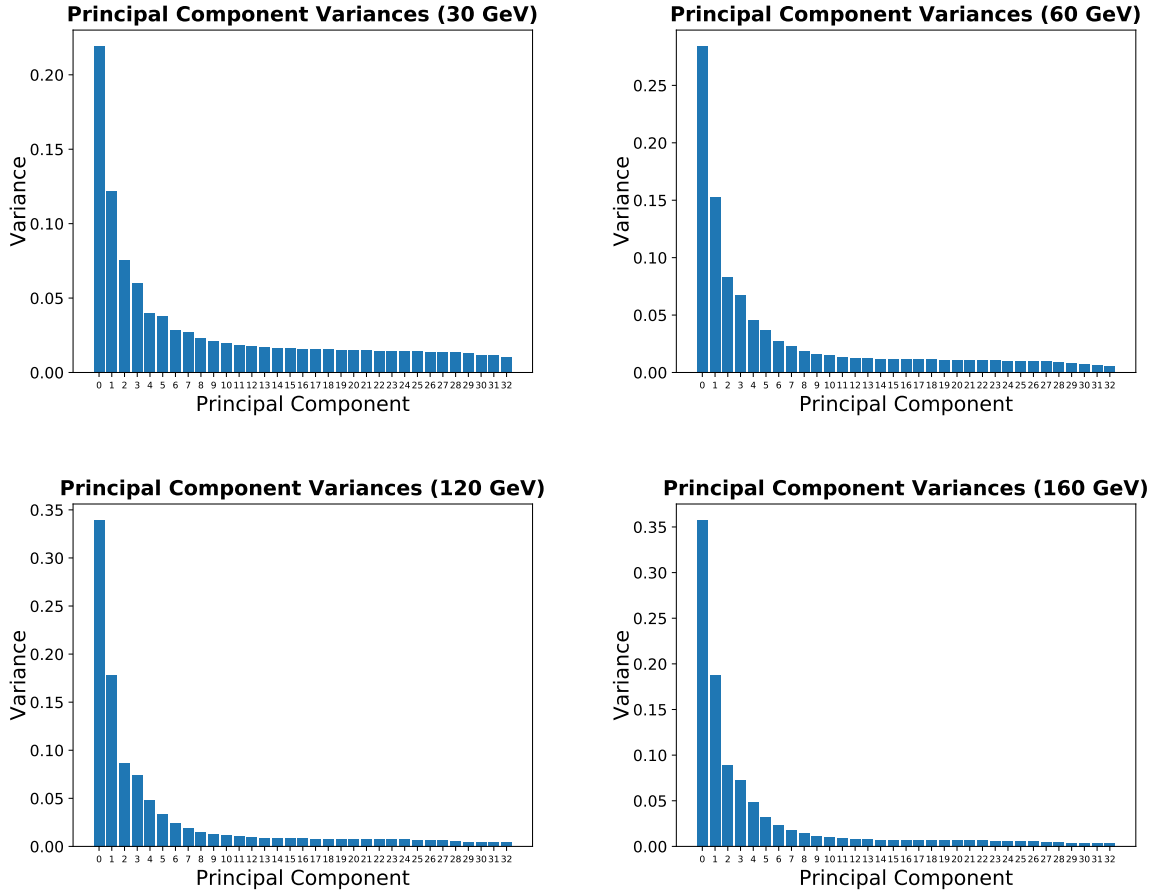 Principal Component Variances (30 GeV)
0.20
0.15
0.10
0.05
0.00
Variance
0 1 2 3 4 5 6 7 8 9 10 11 12 13 14 15 16 17 18 19 20 21 22 23 24 25 26 27 28 29 30 31 32
Principal Component
Principal Component Variances (60 GeV)
0.25
0.20
0.15
0.10
0.05
0.00
Variance
0 1 2 3 4 5 6 7 8 9 10 11 12 13 14 15 16 17 18 19 20 21 22 23 24 25 26 27 28 29 30 31 32
Principal Component
Principal Component Variances (120 GeV)
0.35
0.30
0.25
0.20
0.15
0.10
0.05
0.00
Variance
0 1 2 3 4 5 6 7 8 9 10 11 12 13 14 15 16 17 18 19 20 21 22 23 24 25 26 27 28 29 30 31 32
Principal Component
Principal Component Variances (160 GeV)
0.35
0.30
0.25
0.20
0.15
0.10
0.05
0.00
Variance
0 1 2 3 4 5 6 7 8 9 10 11 12 13 14 15 16 17 18 19 20 21 22 23 24 25 26 27 28 29 30 31 32
Principal Component